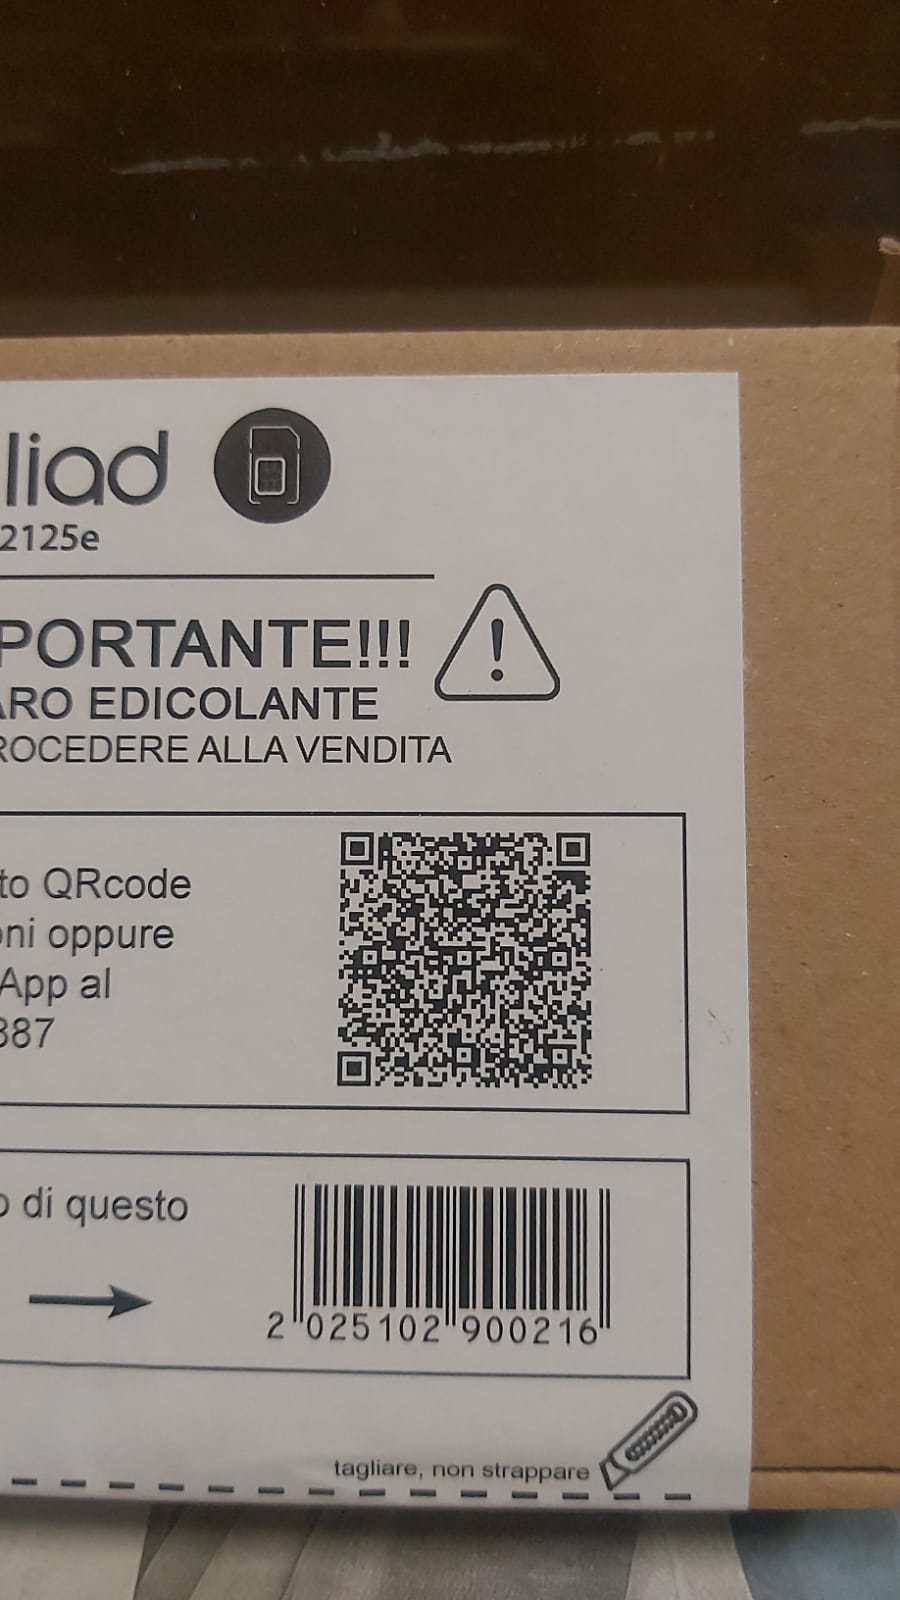 liad
2125e
PORTANTE!!!
ARO EDICOLANTE
ROCEDERE ALLA VENDITA
to QRcode
oni oppure
App al
387
o di questo
2 025102 900216
tagliare, non strappare